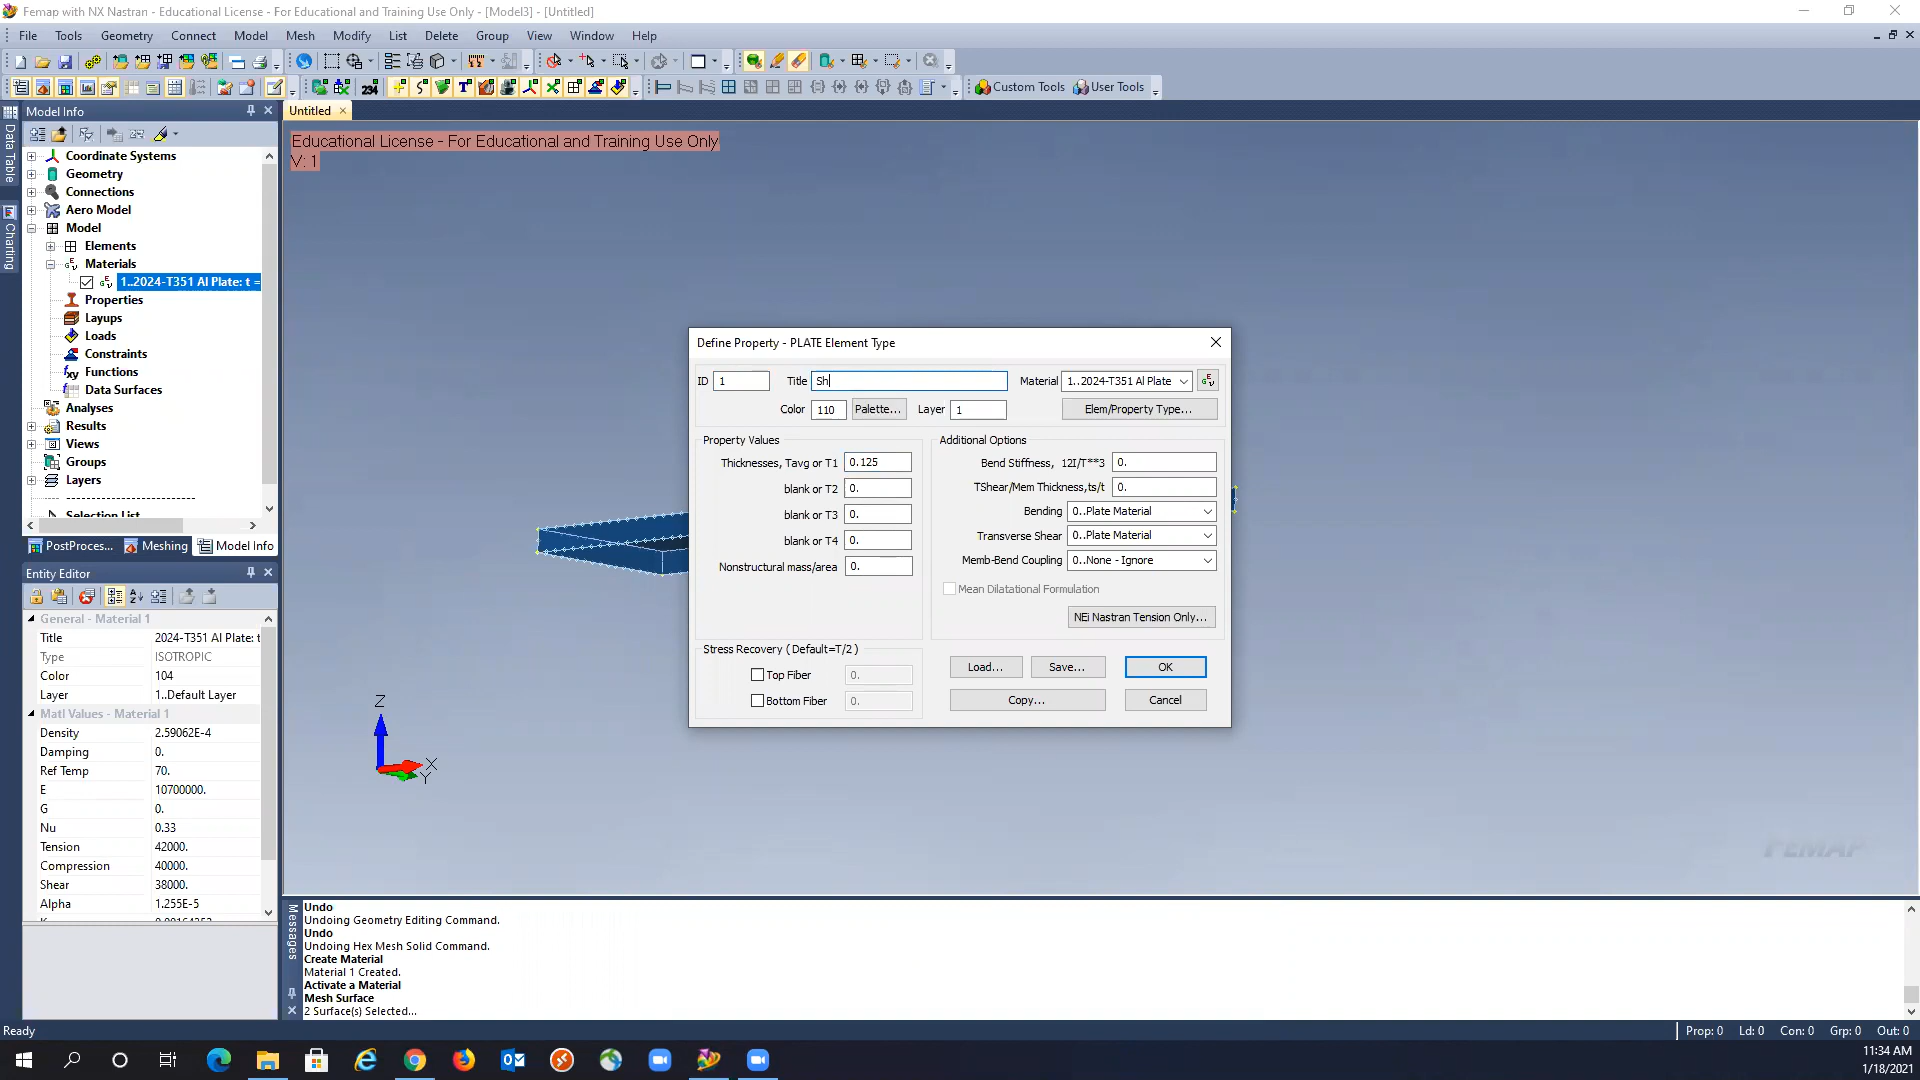 Femap with NX Nastran - Educational License - For Educational and Training Use Only - [Model3] - [Untitled]
File Tools Geometry Connect Model Mesh Modify List Delete Group View Window Help
234 Custom Tools User Tools
Model Info
Untitled
Data Table
Charting
Educational License - For Educational and Training Use Only
V: 1
Coordinate Systems
Geometry
Connections
Aero Model
Model
Elements
Materials
1..2024-T351 Al Plate: t =
Properties
Layups
Loads
Constraints
Functions
Data Surfaces
Analyses
Results
Views
Groups
Layers
Selection List
PostProces... Meshing Model Info
Define Property - PLATE Element Type
ID 1 Title Sh Material 1..2024-T351 Al Plate
Color 110 Palette... Layer 1 Elem/Property Type...
Property Values
Thicknesses, Tavg or T1 0.125
blank or T2 0.
blank or T3 0.
blank or T4 0.
Nonstructural mass/area 0.
Additional Options
Bend Stiffness, 12I/T**3 0.
TShear/Mem Thickness,ts/t 0.
Bending 0..Plate Material
Transverse Shear 0..Plate Material
Memb-Bend Coupling 0..None - Ignore
Mean Dilatational Formulation
NEi Nastran Tension Only...
Stress Recovery ( Default=T/2 )
Top Fiber 0.
Bottom Fiber 0.
Load... Save... OK
Copy... Cancel
Entity Editor
General - Material 1
Title 2024-T351 Al Plate: t
Type ISOTROPIC
Color 104
Layer 1..Default Layer
Matl Values - Material 1
Density 2.59062E-4
Damping 0.
Ref Temp 70.
E 10700000.
G 0.
Nu 0.33
Tension 42000.
Compression 40000.
Shear 38000.
Alpha 1.255E-5
Z
X
Y
FEMAP
Messages
Undo
Undoing Geometry Editing Command.
Undo
Undoing Hex Mesh Solid Command.
Create Material
Material 1 Created.
Activate a Material
Mesh Surface
2 Surface(s) Selected...
Ready Prop: 0 Ld: 0 Con: 0 Grp: 0 Out: 0
11:34 AM
1/18/2021